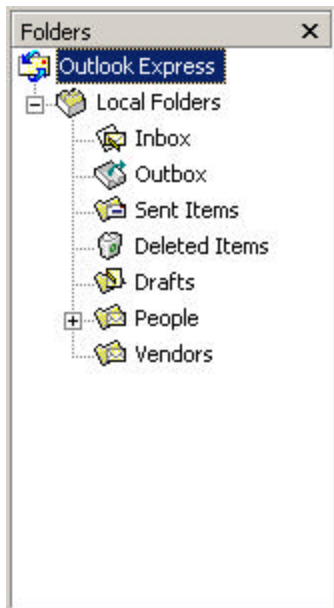 Folders
Outlook Express
Local Folders
Inbox
Outbox
Sent Items
Deleted Items
Drafts
People
Vendors